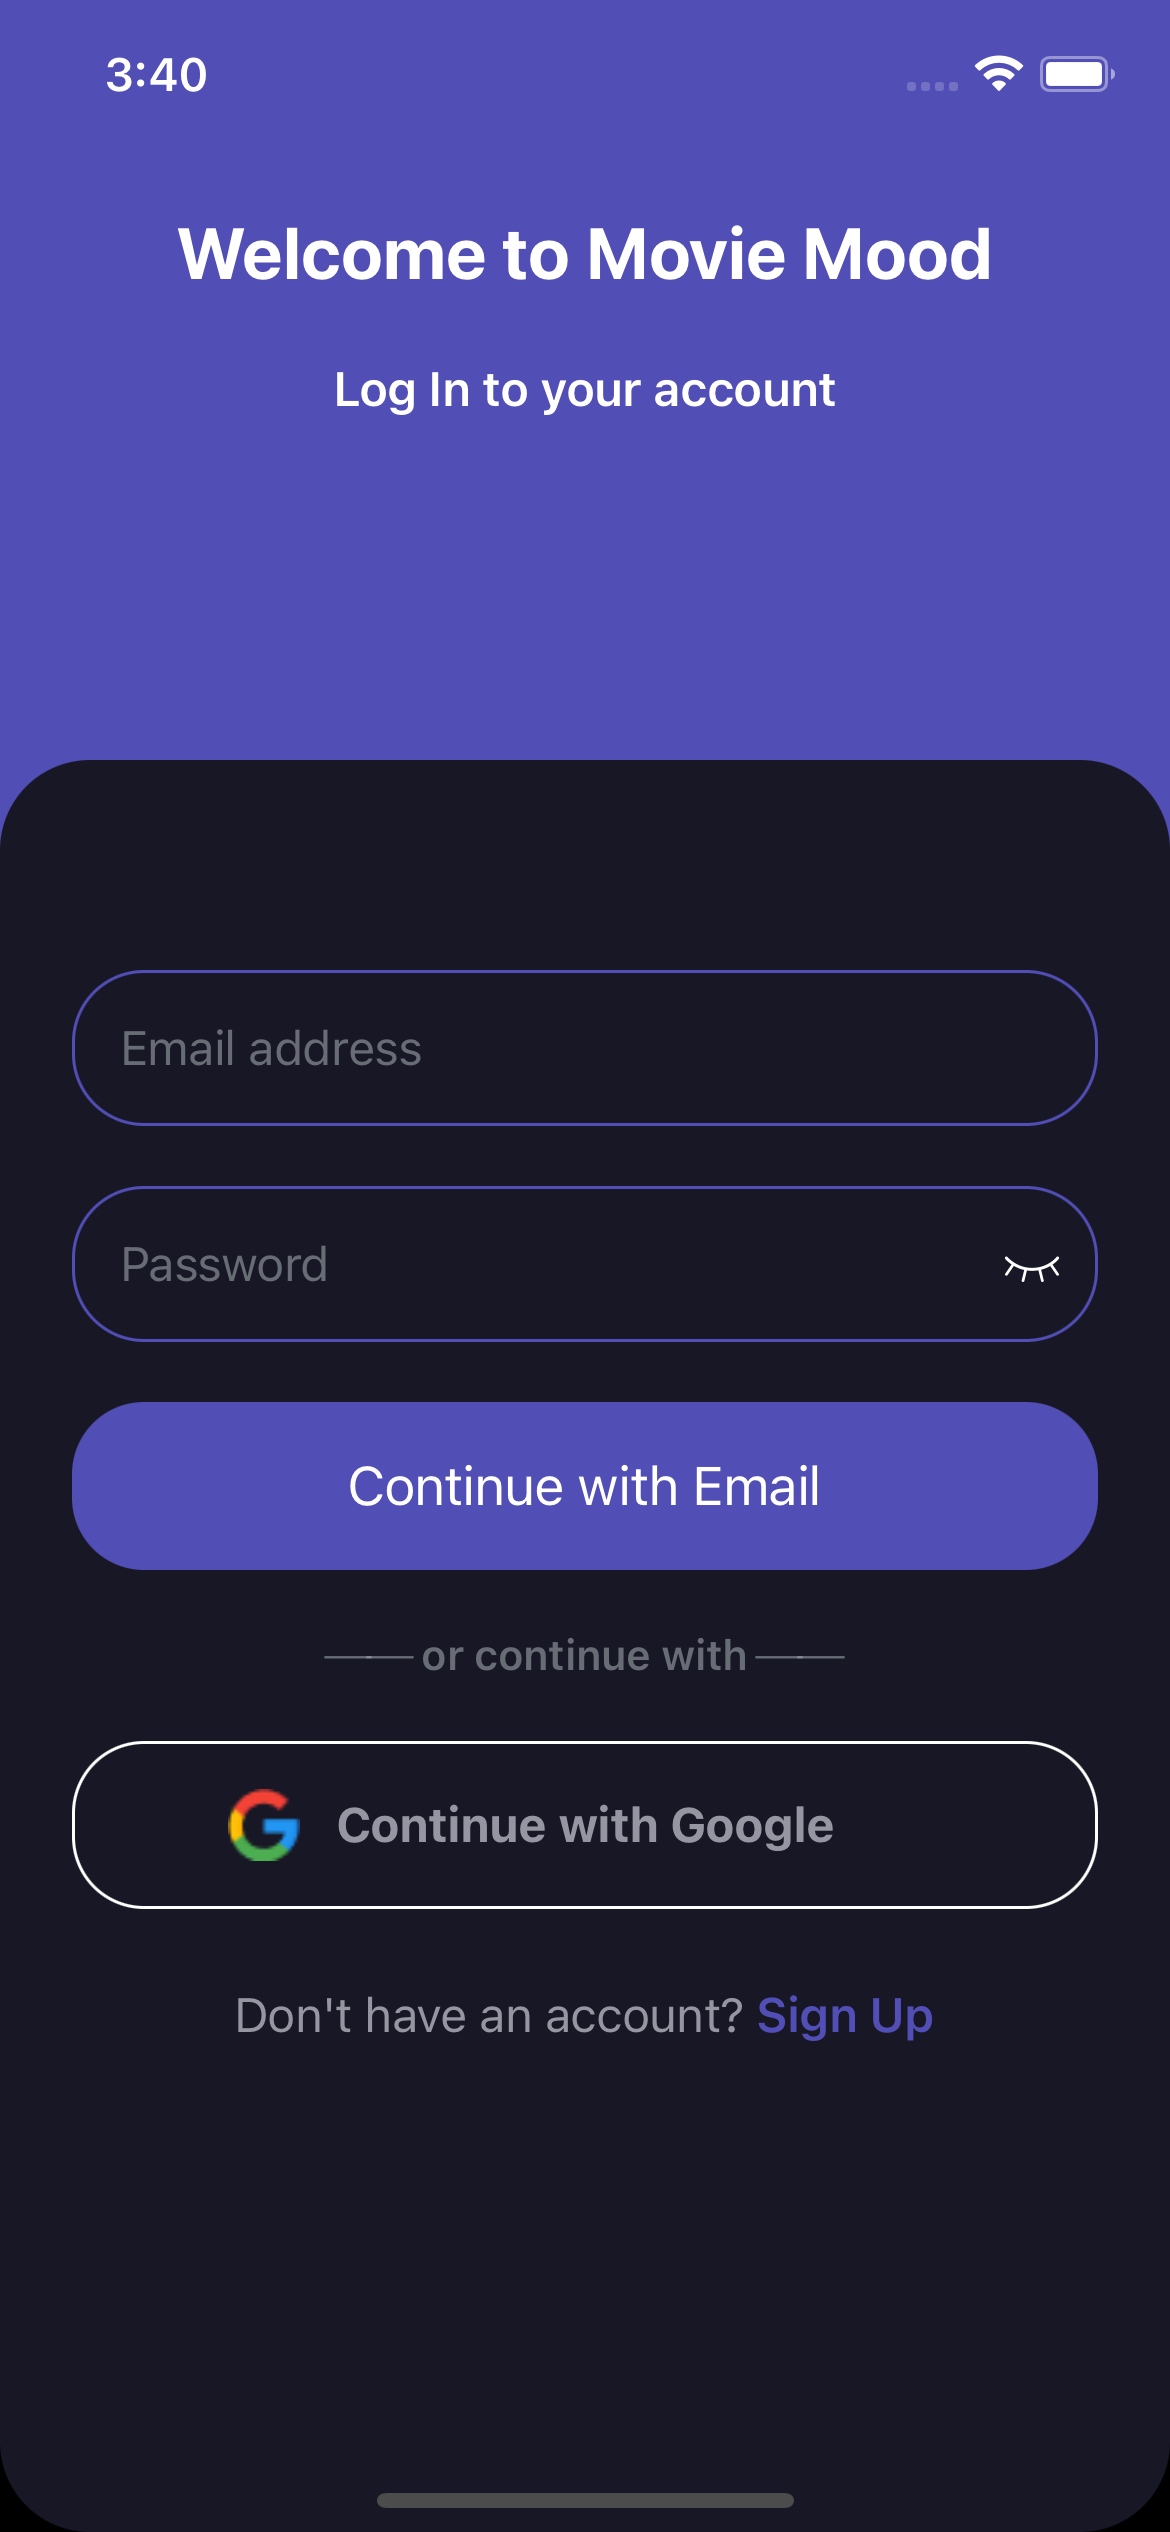 3:40
Welcome to Movie Mood
Log In to your account
Email address
Password
Continue with Email
or continue with
Continue with Google
Don't have an account? Sign Up